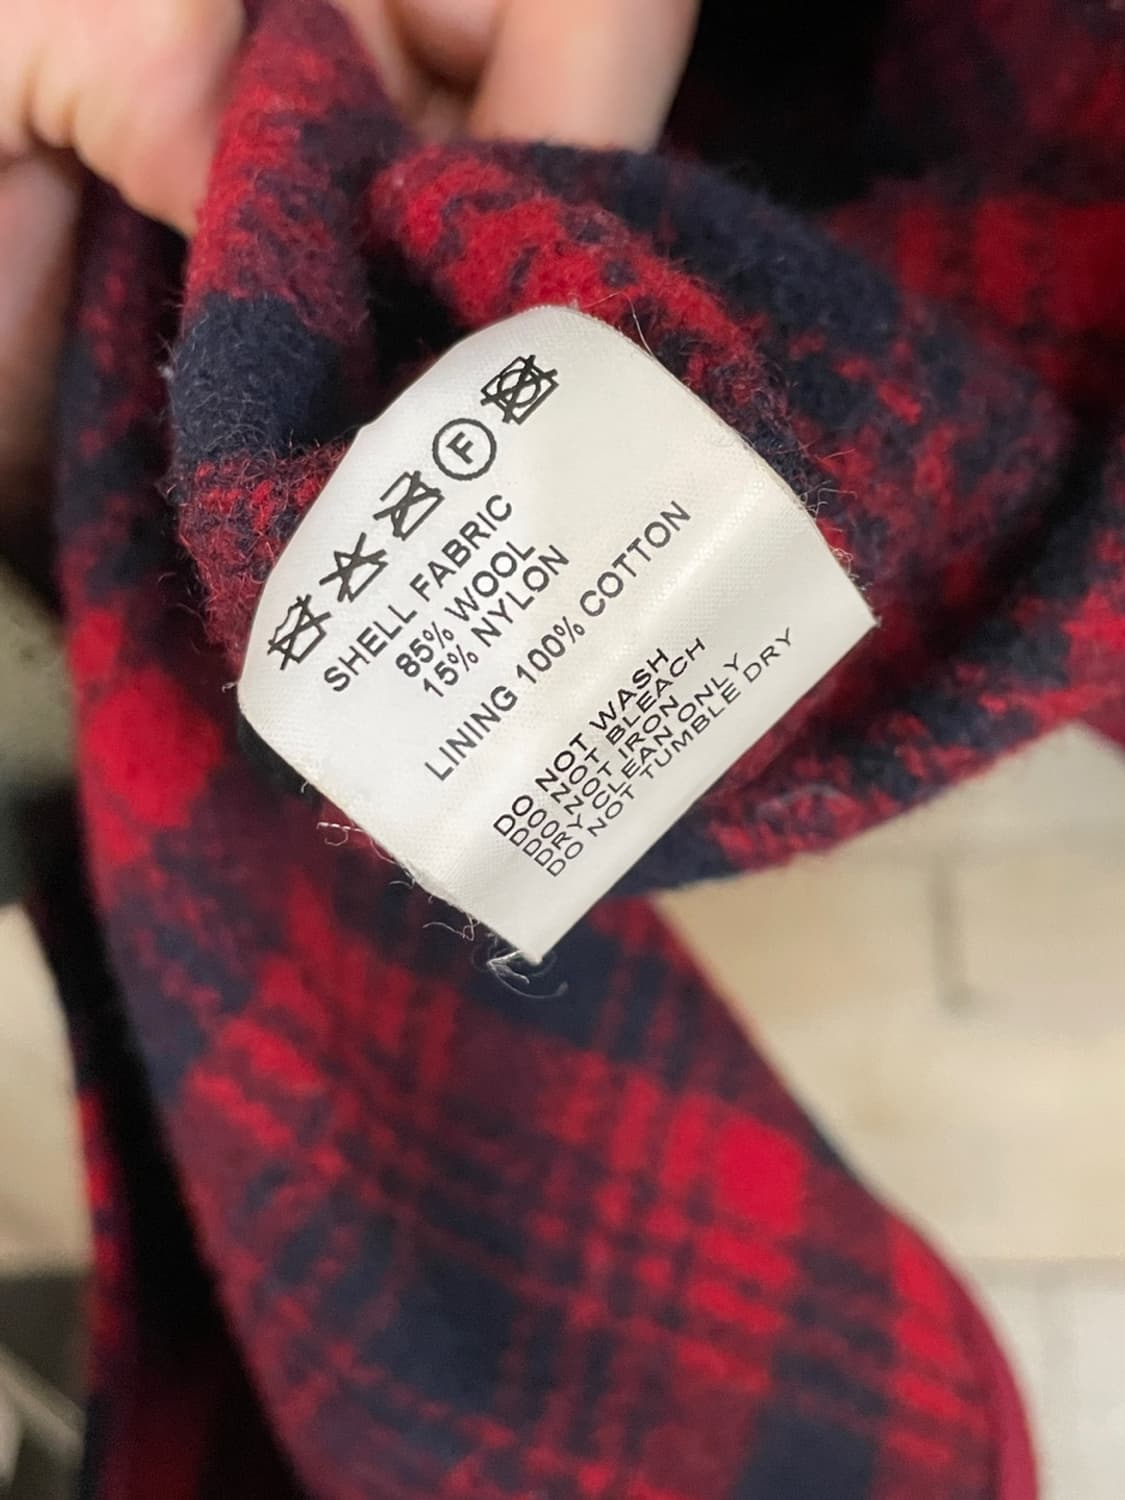 F
SHELL FABRIC
85% WOOL
15% NYLON
LINING 100% COTTON
DO NOT WASH
DO NOT BLEACH
DO NOT IRON
DRY CLEAN ONLY
DO NOT TUMBLE DRY